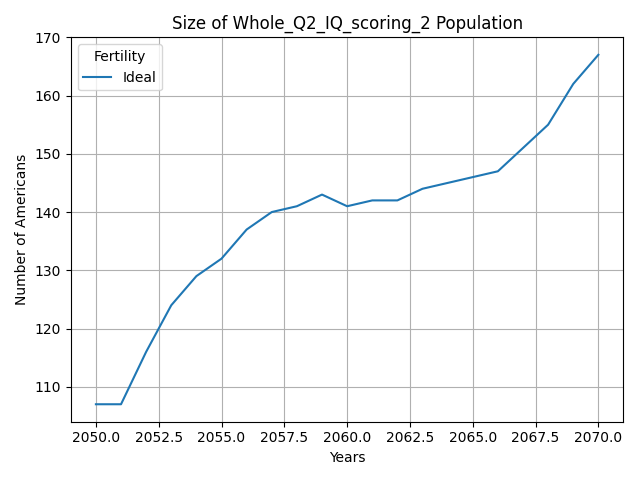 Size of Whole_Q2_IQ_scoring_2 Population
Fertility
Ideal
Number of Americans
170
160
150
140
130
120
110
2050.0 2052.5 2055.0 2057.5 2060.0 2062.5 2065.0 2067.5 2070.0
Years